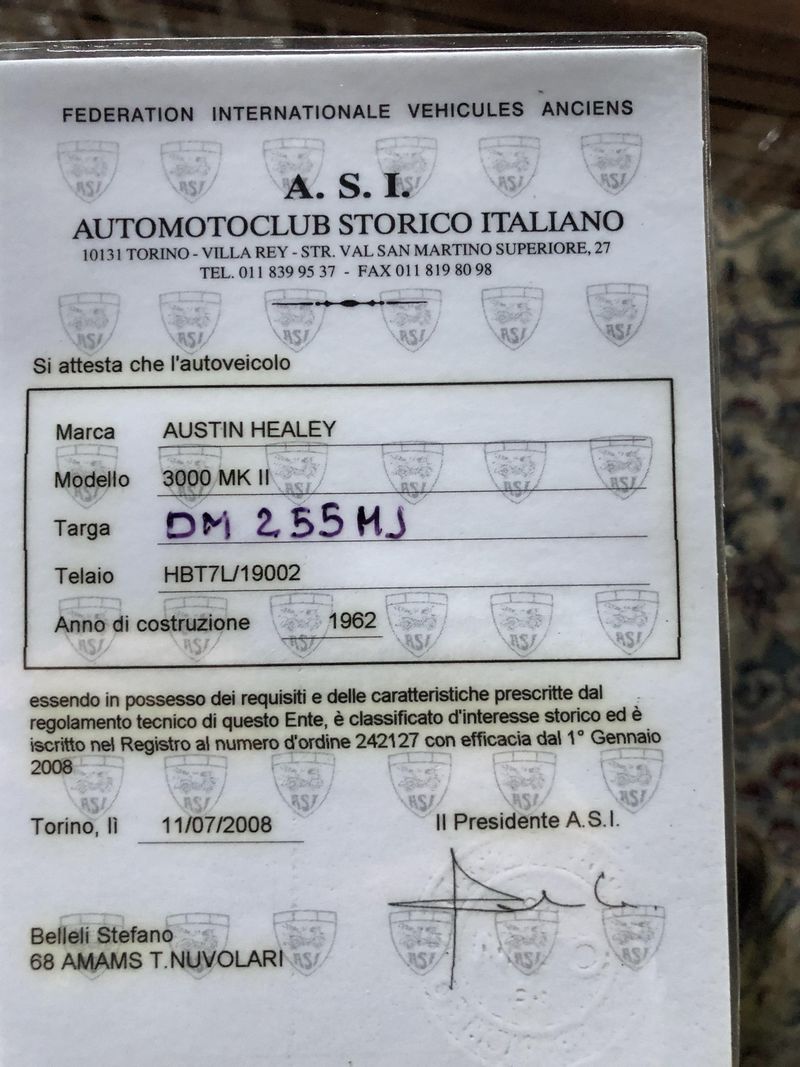 FEDERATION INTERNATIONALE VEHICULES ANCIENS
A. S. I.
AUTOMOTOCLUB STORICO ITALIANO
10131 TORINO - VILLA REY - STR. VAL SAN MARTINO SUPERIORE, 27
TEL. 011 839 95 37 - FAX 011 819 80 98
Si attesta che l'autoveicolo
Marca AUSTIN HEALEY
Modello 3000 MK II
Targa DM 255 MJ
Telaio HBT7L/19002
Anno di costruzione 1962
essendo in possesso dei requisiti e delle caratteristiche prescritte dal
regolamento tecnico di questo Ente, è classificato d'interesse storico ed è
iscritto nel Registro al numero d'ordine 242127 con efficacia dal 1° Gennaio
2008
Torino, lì 11/07/2008 Il Presidente A.S.I.
Belleli Stefano
68 AMAMS T.NUVOLARI